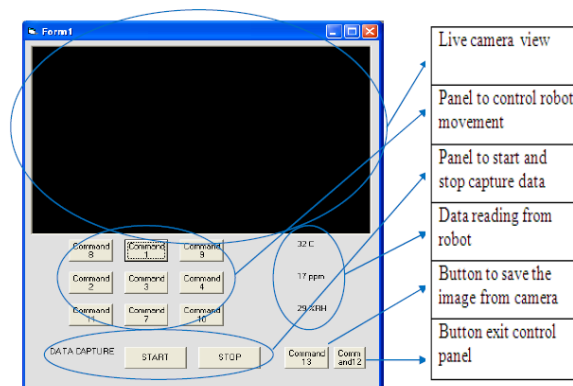 Form1
Live camera view
Panel to control robot
movement
Panel to start and
stop capture data
Data reading from
robot
Button to save the
image from camera
Button exit control
panel
Command
8
Command
1
Command
9
32 C
Command
2
Command
3
Command
4
17 ppm
Command
11
Command
7
Command
10
29 %RH
DATA CAPTURE
START
STOP
Command
13
Comm
and12